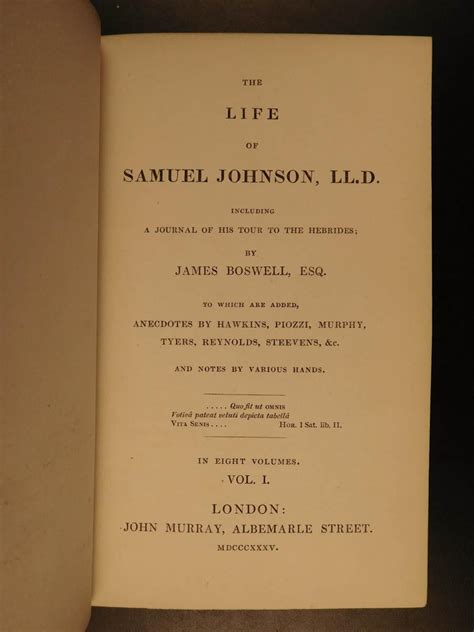 THE
LIFE
OF
SAMUEL JOHNSON, LL.D.
INCLUDING
A JOURNAL OF HIS TOUR TO THE HEBRIDES;
BY
JAMES BOSWELL, ESQ.
TO WHICH ARE ADDED,
ANECDOTES BY HAWKINS, PIOZZI, MURPHY,
TYERS, REYNOLDS, STEEVENS, &c.
AND NOTES BY VARIOUS HANDS.
. . . . . Quo fit ut OMNIS
Votivâ pateat veluti depicta tabellâ
VITA SENIS . . . . HOR. 1 Sat. lib. II.
IN EIGHT VOLUMES.
VOL. I.
LONDON:
JOHN MURRAY, ALBEMARLE STREET.
MDCCCXXXV.